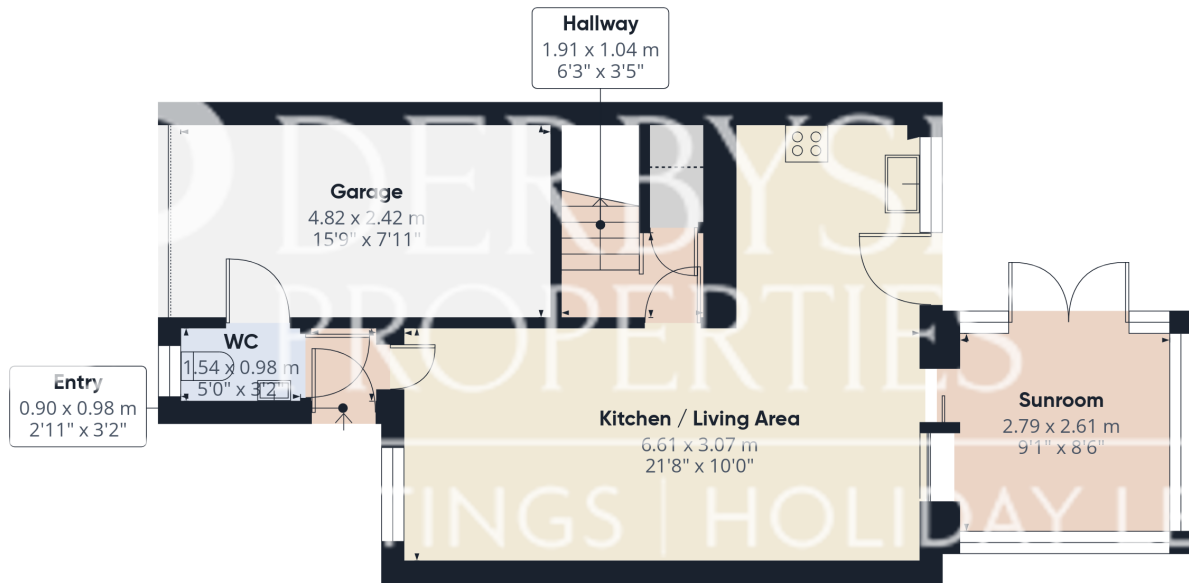 Hallway
1.91 x 1.04 m
6'3" x 3'5"
DERBYS
Garage
4.82 x 2.42 m
15'9" x 7'11"
PROPERTIES
WC
1.54 x 0.98 m
5'0" x 3'2"
Entry
0.90 x 0.98 m
2'11" x 3'2"
Kitchen / Living Area
6.61 x 3.07 m
21'8" x 10'0"
Sunroom
2.79 x 2.61 m
9'1" x 8'6"
TINGS | HOLIDAY LE